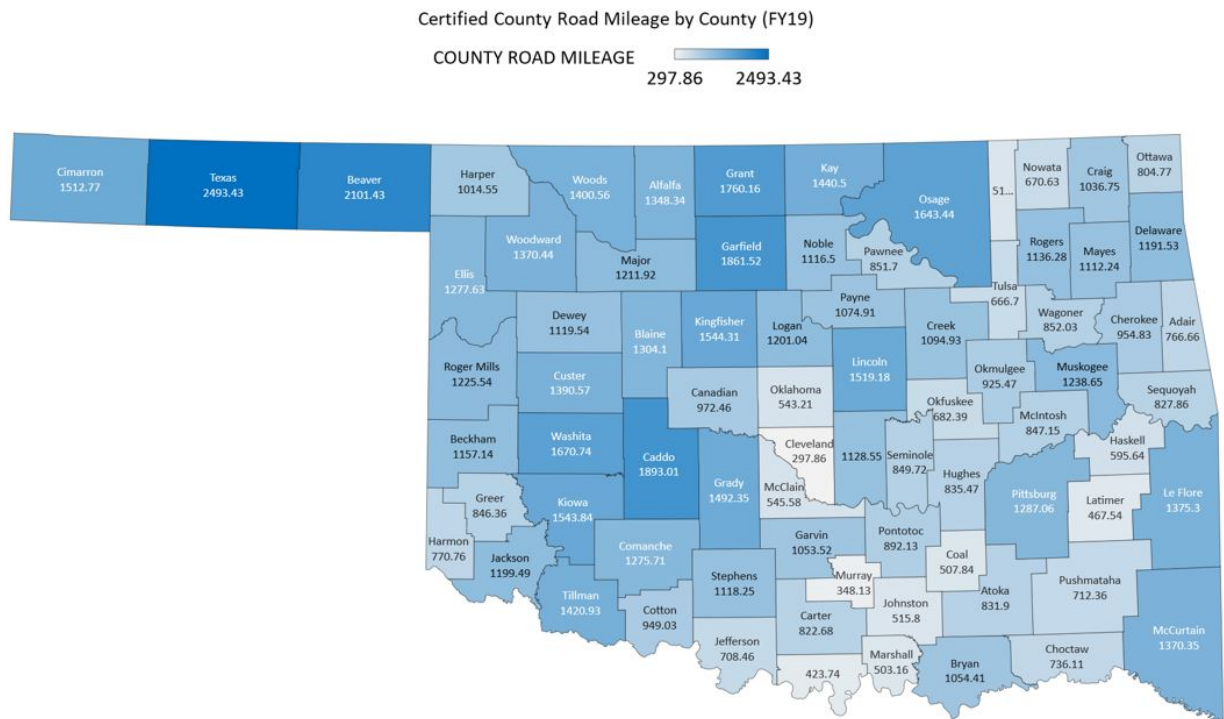 Certified County Road Mileage by County (FY19)
COUNTY ROAD MILEAGE
297.86 2493.43
Cimarron
1512.77
Texas
2493.43
Beaver
2101.43
Harper
1014.55
Woods
1400.56
Alfalfa
1348.34
Grant
1760.16
Kay
1440.5
Osage
1643.44
51...
Nowata
670.63
Craig
1036.75
Ottawa
804.77
Ellis
1277.63
Woodward
1370.44
Major
1211.92
Garfield
1861.52
Noble
1116.5
Pawnee
851.7
Rogers
1136.28
Mayes
1112.24
Delaware
1191.53
Dewey
1119.54
Blaine
1304.1
Kingfisher
1544.31
Logan
1201.04
Payne
1074.91
Tulsa
666.7
Creek
1094.93
Wagoner
852.03
Cherokee
954.83
Adair
766.66
Roger Mills
1225.54
Custer
1390.57
Canadian
972.46
Oklahoma
543.21
Lincoln
1519.18
Okfuskee
682.39
Okmulgee
925.47
Muskogee
1238.65
Sequoyah
827.86
Beckham
1157.14
Washita
1670.74
Caddo
1893.01
Grady
1492.35
Cleveland
297.86
McClain
545.58
1128.55
Seminole
849.72
Hughes
835.47
McIntosh
847.15
Haskell
595.64
Pittsburg
1287.06
Latimer
467.54
Le Flore
1375.3
Greer
846.36
Harmon
770.76
Kiowa
1543.84
Jackson
1199.49
Comanche
1275.71
Tillman
1420.93
Cotton
949.03
Stephens
1118.25
Garvin
1053.52
Murray
348.13
Pontotoc
892.13
Coal
507.84
Carter
822.68
Johnston
515.8
Atoka
831.9
Pushmataha
712.36
McCurtain
1370.35
Jefferson
708.46
423.74
Marshall
503.16
Bryan
1054.41
Choctaw
736.11